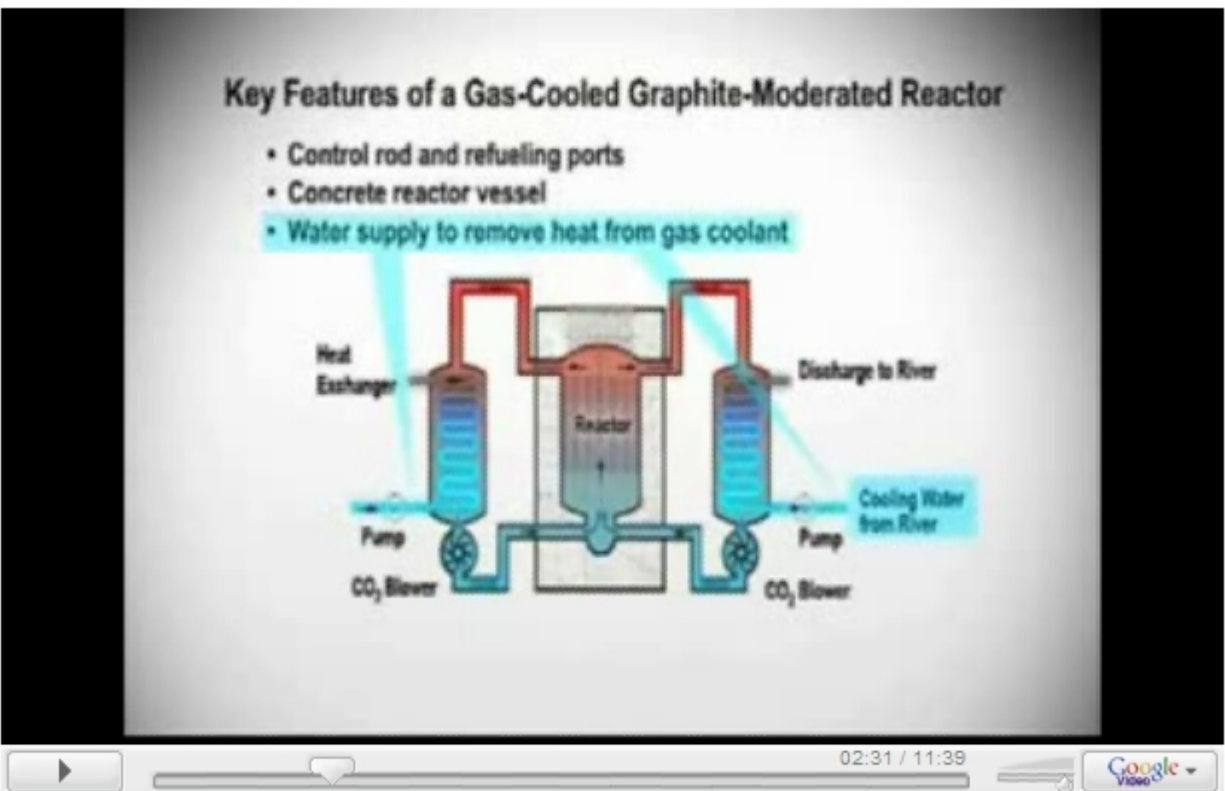 Key Features of a Gas-Cooled Graphite-Moderated Reactor
• Control rod and refueling ports
• Concrete reactor vessel
• Water supply to remove heat from gas coolant
Heat
Exshanger
Discharge to River
Reactor
Cooling Water
from River
Pump
Pump
CO₂ Blower
CO₂ Blower
02:31 / 11:39
Google
Video